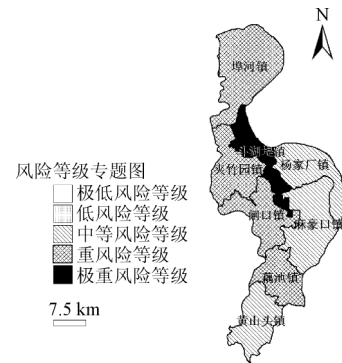 N
埠河镇
斗湖堤镇
杨家厂镇
夹竹园镇
闸口镇
麻豪口镇
藕池镇
黄山头镇
风险等级专题图
极低风险等级
低风险等级
中等风险等级
重风险等级
极重风险等级
7.5 km